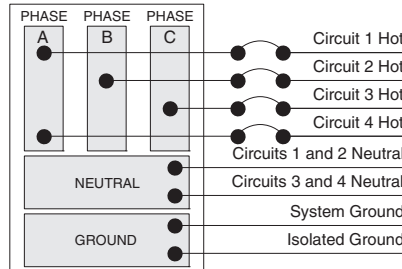 PHASE PHASE PHASE
A B C
Circuit 1 Hot
Circuit 2 Hot
Circuit 3 Hot
Circuit 4 Hot
Circuits 1 and 2 Neutral
NEUTRAL
Circuits 3 and 4 Neutral
System Ground
GROUND
Isolated Ground